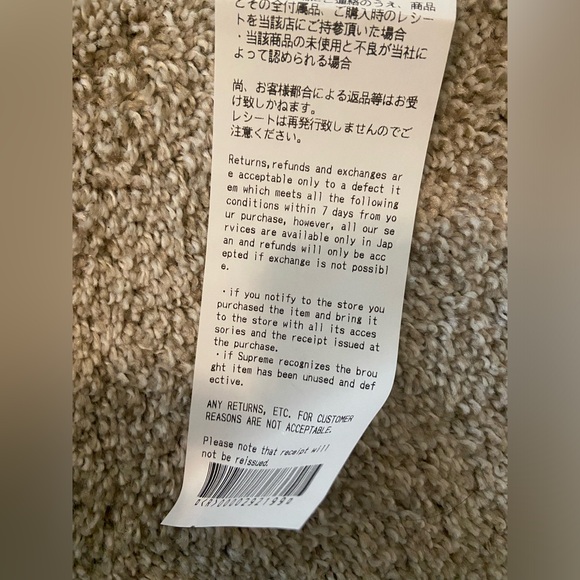 とその全付属品、ご購入時のレシー
トを当該店にご持参頂いた場合
・当該商品の未使用と不良が当社に
よって認められる場合
尚、お客様都合による返品等はお受
け致しかねます。
レシートは再発行致しませんのでご
注意ください。
Returns,refunds and exchanges ar
e acceptable only to a defect it
em which meets all the following
conditions within 7 days from yo
ur purchase, however, all our se
rvices are available only in Jap
an and refunds will only be acc
epted if exchange is not possibl
e.
・if you notify to the store you
purchased the item and bring it
to the store with all its acces
sories and the receipt issued at
the purchase.
・if Supreme recognizes the brou
ght item has been unused and def
ective.
ANY RETURNS, ETC. FOR CUSTOMER
REASONS ARE NOT ACCEPTABLE.
Please note that receipt will
not be reissued.